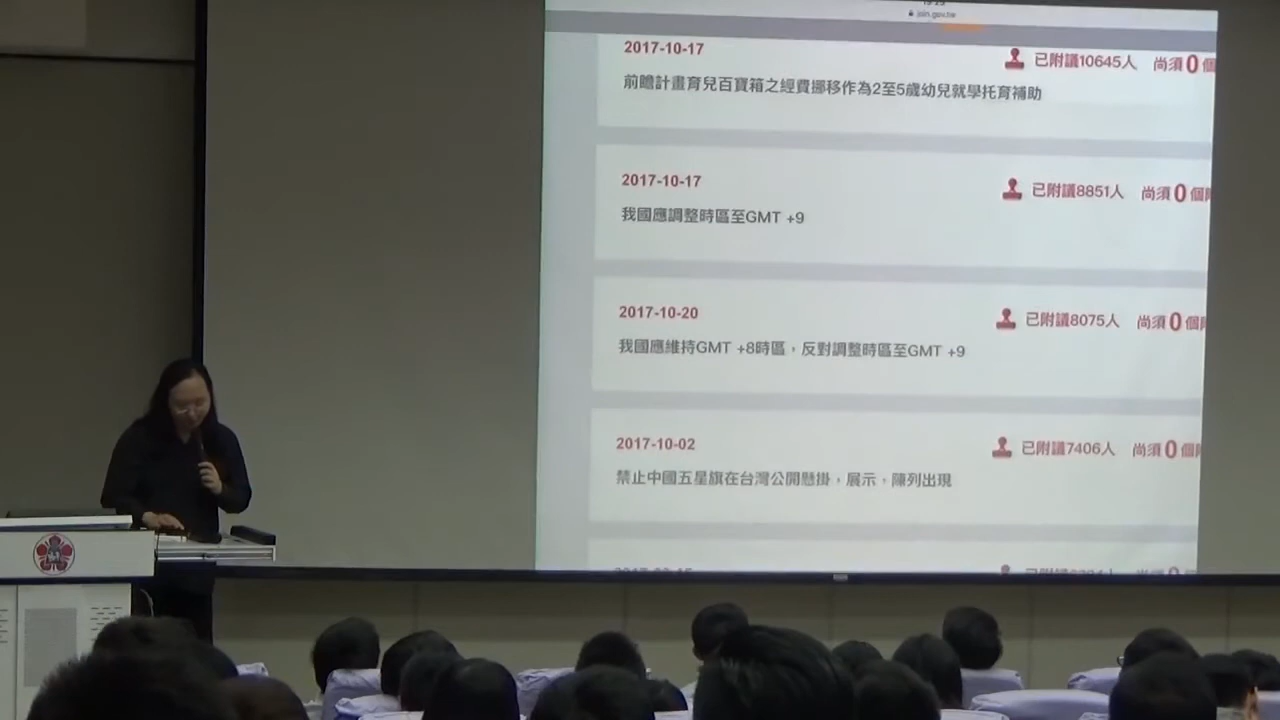 join.gov.tw
2017-10-17
已附議10645人 尚須0個
前瞻計畫育兒百寶箱之經費挪移作為2至5歲幼兒就學托育補助
2017-10-17
已附議8851人 尚須0個
我國應調整時區至GMT +9
2017-10-20
已附議8075人 尚須0個
我國應維持GMT +8時區，反對調整時區至GMT +9
2017-10-02
已附議7406人 尚須0個
禁止中國五星旗在台灣公開懸掛，展示，陳列出現